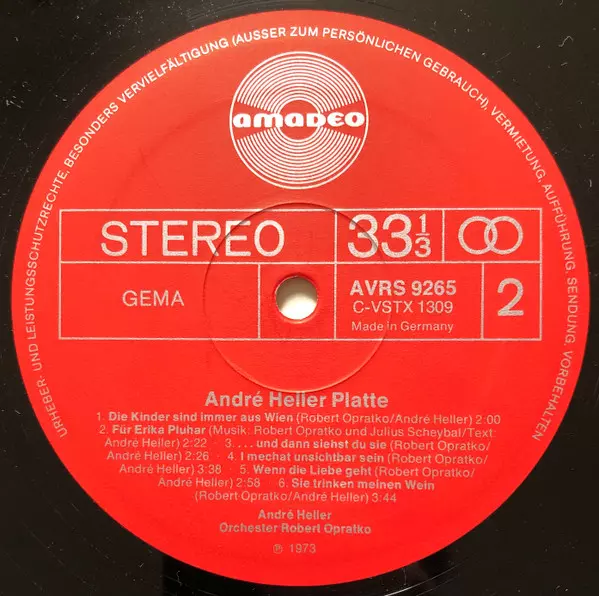 URHEBER- UND LEISTUNGSSCHUTZRECHTE, BESONDERS VERVIELFÄLTIGUNG (AUSSER ZUM PERSÖNLICHEN GEBRAUCH), VERMIETUNG, AUFFÜHRUNG, SENDUNG, VORBEHALTEN
amadeo
STEREO
33 1/3
GEMA
AVRS 9265
C-VSTX 1309
Made in Germany
2
André Heller Platte
1. Die Kinder sind immer aus Wien (Robert Opratko/André Heller) 2:00
2. Für Erika Pluhar (Musik: Robert Opratko und Julius Scheybal/Text:
André Heller) 2:22 · 3. . . . und dann siehst du sie (Robert Opratko/
André Heller) 2:26 · 4. I mechat unsichtbar sein (Robert Opratko/
André Heller) 3:38 · 5. Wenn die Liebe geht (Robert Opratko/
André Heller) 2:58 · 6. Sie trinken meinen Wein
(Robert Opratko/André Heller) 3:44
André Heller
Orchester Robert Opratko
℗ 1973